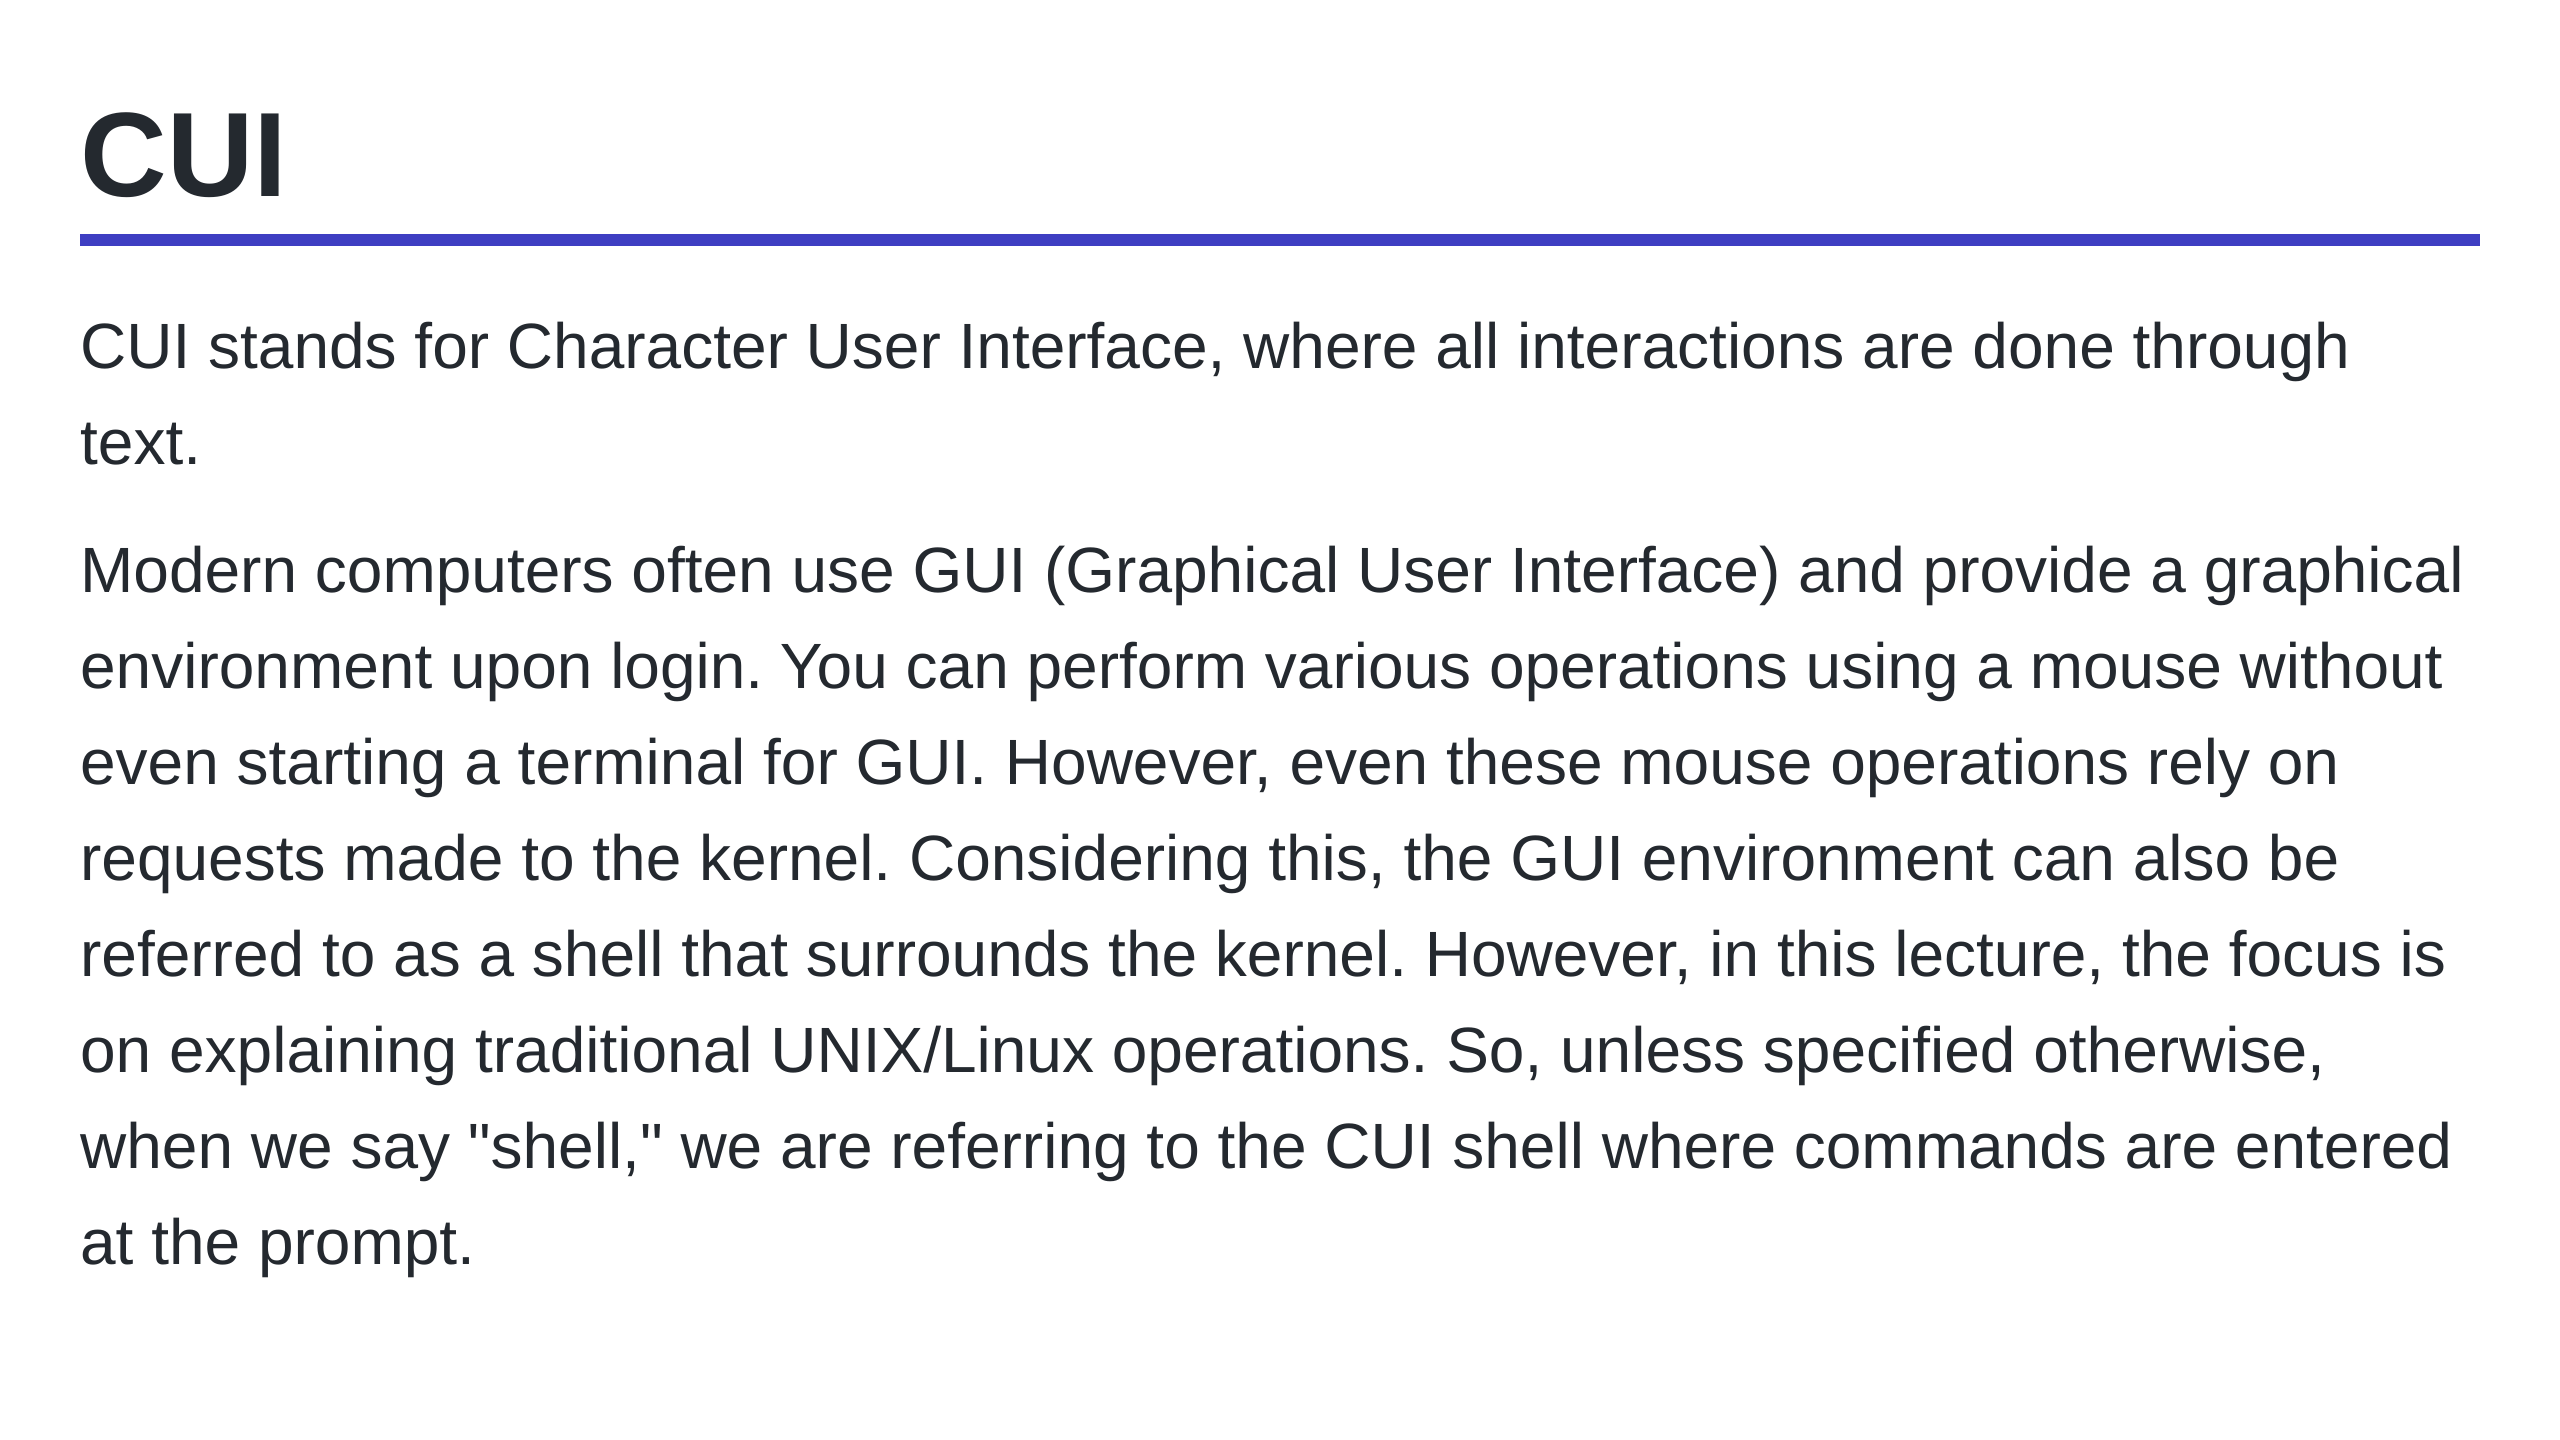 CUI
CUI stands for Character User Interface, where all interactions are done through
text.
Modern computers often use GUI (Graphical User Interface) and provide a graphical
environment upon login. You can perform various operations using a mouse without
even starting a terminal for GUI. However, even these mouse operations rely on
requests made to the kernel. Considering this, the GUI environment can also be
referred to as a shell that surrounds the kernel. However, in this lecture, the focus is
on explaining traditional UNIX/Linux operations. So, unless specified otherwise,
when we say "shell," we are referring to the CUI shell where commands are entered
at the prompt.